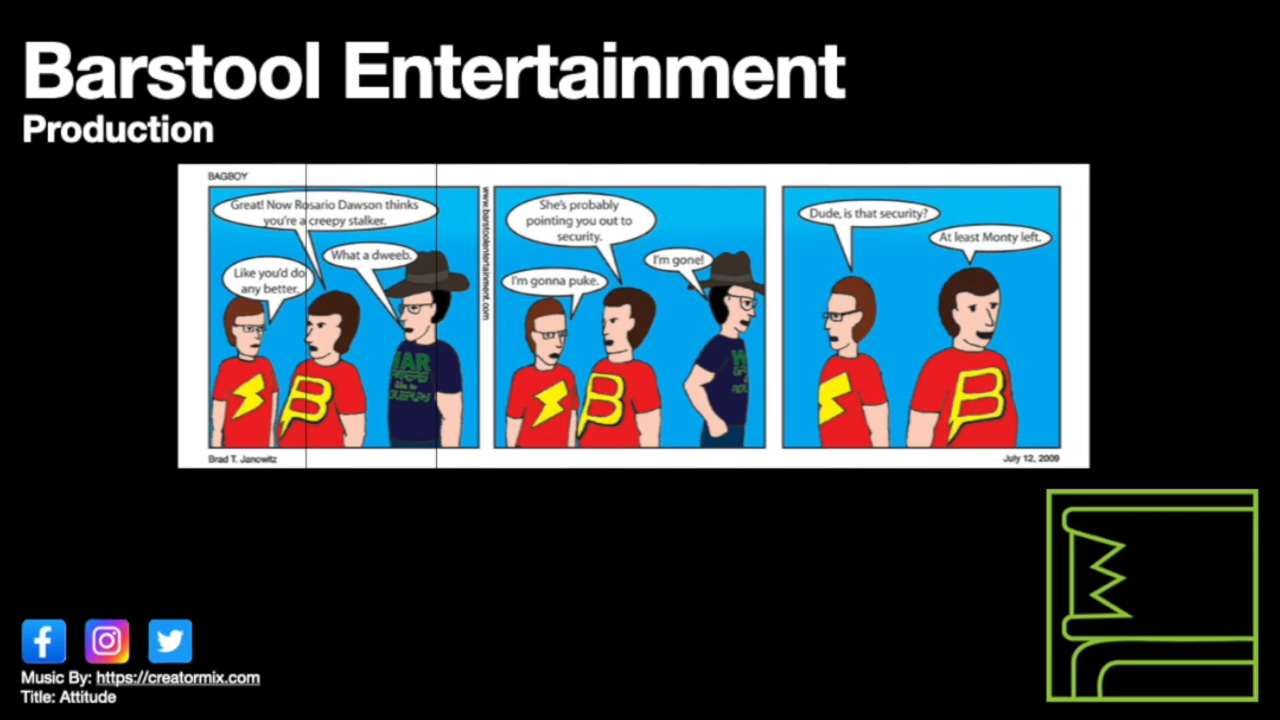 Barstool Entertainment
Production
BAGBOY
Great! Now Rosario Dawson thinks
you're a creepy stalker.
What a dweeb.
Like you'd do
any better.
www.barstoolentertainment.com
She's probably
pointing you out to
security.
I'm gonna puke.
I'm gone!
Dude, is that security?
At least Monty left.
B
B
B
Brad T. Janowitz
July 12, 2009
Music By: https://creatormix.com
Title: Attitude